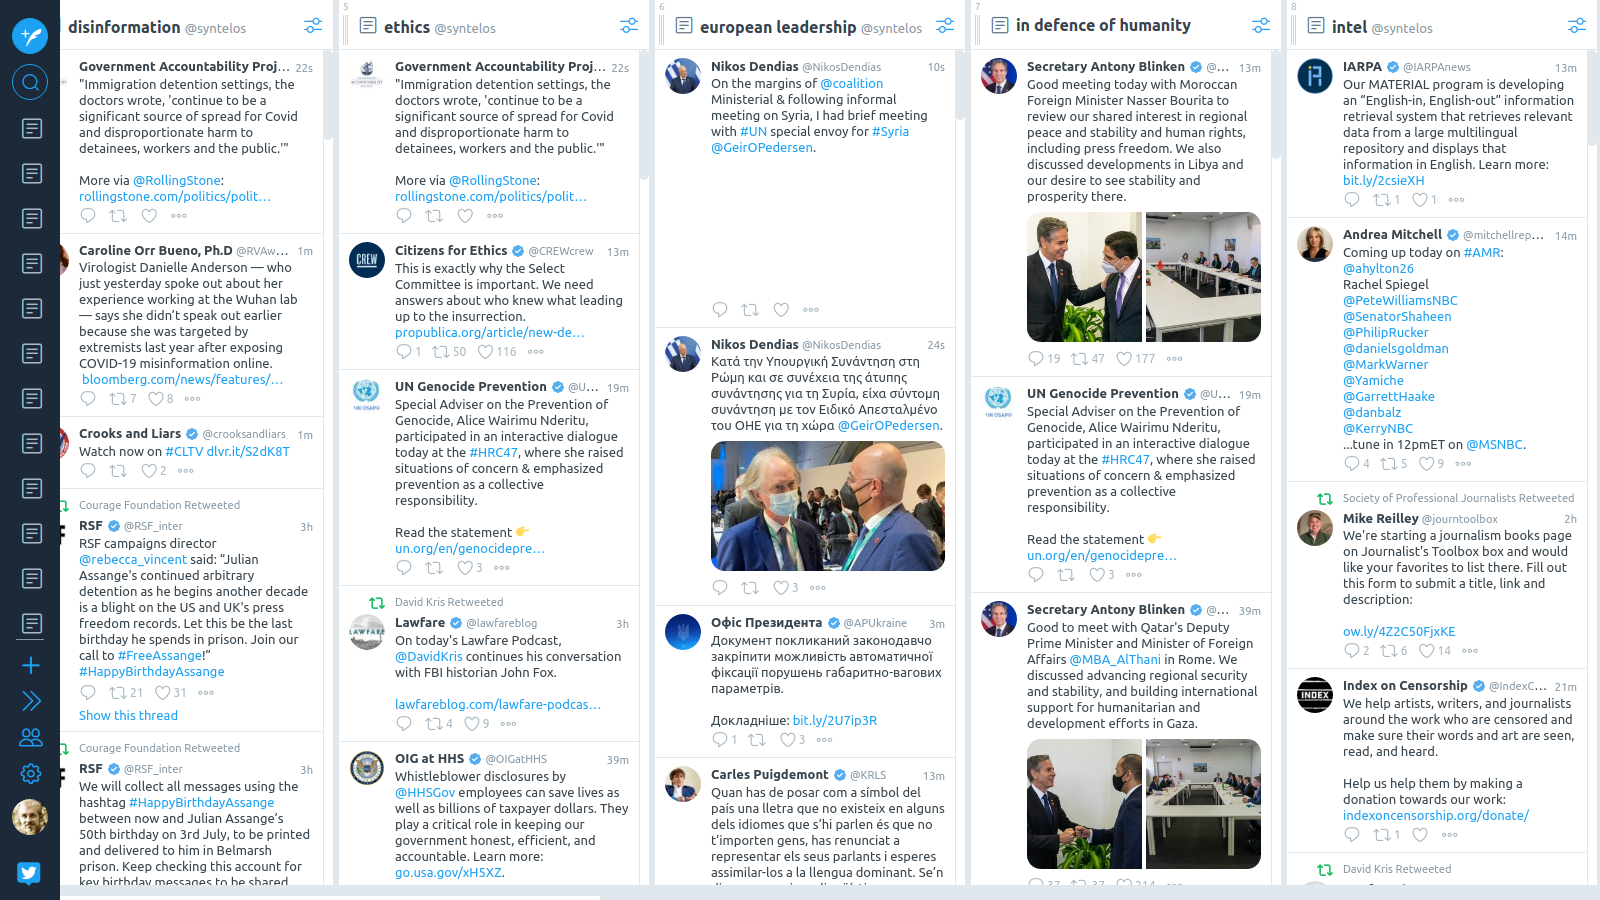 disinformation @syntelos
Government Accountability Proj... 22s
"Immigration detention settings, the
doctors wrote, 'continue to be a
significant source of spread for Covid
and disproportionate harm to
detainees, workers and the public.'"
More via @RollingStone:
rollingstone.com/politics/polit…
Caroline Orr Bueno, Ph.D @RVAw... 1m
Virologist Danielle Anderson — who
just yesterday spoke out about her
experience working at the Wuhan lab
— says she didn’t speak out earlier
because she was targeted by
extremists last year after exposing
COVID-19 misinformation online.
bloomberg.com/news/features/…
7 8
Crooks and Liars @crooksandliars 1m
Watch now on #CLTV dlvr.it/S2dK8T
2
Courage Foundation Retweeted
RSF @RSF_inter 3h
RSF campaigns director
@rebecca_vincent said: “Julian
Assange's continued arbitrary
detention as he begins another decade
is a blight on the US and UK's press
freedom records. Let this be the last
birthday he spends in prison. Join our
call to #FreeAssange!”
#HappyBirthdayAssange
21 31
Show this thread
Courage Foundation Retweeted
RSF @RSF_inter 3h
We will collect all messages using the
hashtag #HappyBirthdayAssange
between now and Julian Assange’s
50th birthday on 3rd July, to be printed
and delivered to him in Belmarsh
prison. Keep checking this account for
key birthday messages to be shared
5
ethics @syntelos
Government Accountability Proj... 22s
"Immigration detention settings, the
doctors wrote, 'continue to be a
significant source of spread for Covid
and disproportionate harm to
detainees, workers and the public.'"
More via @RollingStone:
rollingstone.com/politics/polit…
CREW
Citizens for Ethics @CREWcrew 13m
This is exactly why the Select
Committee is important. We need
answers about who knew what leading
up to the insurrection.
propublica.org/article/new-de…
1 50 116
UN OSAPG
UN Genocide Prevention @U... 19m
Special Adviser on the Prevention of
Genocide, Alice Wairimu Nderitu,
participated in an interactive dialogue
today at the #HRC47, where she raised
situations of concern & emphasized
prevention as a collective
responsibility.
Read the statement 👉
un.org/en/genocidepre…
3
David Kris Retweeted
LAWFARE
Lawfare @lawfareblog 3h
On today's Lawfare Podcast,
@DavidKris continues his conversation
with FBI historian John Fox.
lawfareblog.com/lawfare-podcas…
4 9
OIG at HHS @OIGatHHS 39m
Whistleblower disclosures by
@HHSGov employees can save lives as
well as billions of taxpayer dollars. They
play a critical role in keeping our
government honest, efficient, and
accountable. Learn more:
go.usa.gov/xH5XZ.
6
european leadership @syntelos
Nikos Dendias @NikosDendias 10s
On the margins of @coalition
Ministerial & following informal
meeting on Syria, I had brief meeting
with #UN special envoy for #Syria
@GeirOPedersen.
Nikos Dendias @NikosDendias 24s
Κατά την Υπουργική Συνάντηση στη
Ρώμη και σε συνέχεια της άτυπης
συνάντησης για τη Συρία, είχα σύντομη
συνάντηση με τον Ειδικό Απεσταλμένο
του ΟΗΕ για τη χώρα @GeirOPedersen.
3
Офіс Президента @APUkraine 3m
Документ покликаний законодавчо
закріпити можливість автоматичної
фіксації порушень габаритно-вагових
параметрів.
Докладніше: bit.ly/2U7ip3R
1 3
Carles Puigdemont @KRLS 13m
Quan has de posar com a símbol del
país una lletra que no existeix en alguns
dels idiomes que s’hi parlen és que no
t’importen gens, has renunciat a
representar els seus parlants i esperes
assimilar-los a la llengua dominant. Se’n
7
in defence of humanity
Secretary Antony Blinken @... 13m
Good meeting today with Moroccan
Foreign Minister Nasser Bourita to
review our shared interest in regional
peace and stability and human rights,
including press freedom. We also
discussed developments in Libya and
our desire to see stability and
prosperity there.
19 47 177
UN OSAPG
UN Genocide Prevention @U... 19m
Special Adviser on the Prevention of
Genocide, Alice Wairimu Nderitu,
participated in an interactive dialogue
today at the #HRC47, where she raised
situations of concern & emphasized
prevention as a collective
responsibility.
Read the statement 👉
un.org/en/genocidepre…
3
Secretary Antony Blinken @... 39m
Good to meet with Qatar's Deputy
Prime Minister and Minister of Foreign
Affairs @MBA_AlThani in Rome. We
discussed advancing regional security
and stability, and building international
support for humanitarian and
development efforts in Gaza.
37 37 214
8
intel @syntelos
IARPA @IARPAnews 13m
Our MATERIAL program is developing
an “English-in, English-out” information
retrieval system that retrieves relevant
data from a large multilingual
repository and displays that
information in English. Learn more:
bit.ly/2csieXH
1 1
Andrea Mitchell @mitchellrep... 14m
Coming up today on #AMR:
@ahylton26
Rachel Spiegel
@PeteWilliamsNBC
@SenatorShaheen
@PhilipRucker
@danielsgoldman
@MarkWarner
@Yamiche
@GarrettHaake
@danbalz
@KerryNBC
...tune in 12pmET on @MSNBC.
4 5 9
Society of Professional Journalists Retweeted
Mike Reilley @journtoolbox 2h
We're starting a journalism books page
on Journalist's Toolbox box and would
like your favorites to list there. Fill out
this form to submit a title, link and
description:
ow.ly/4Z2C50FjxKE
2 6 14
INDEX
Index on Censorship @IndexC... 21m
We help artists, writers, and journalists
around the work who are censored and
make sure their words and art are seen,
read, and heard.
Help us help them by making a
donation towards our work:
indexoncensorship.org/donate/
1
David Kris Retweeted